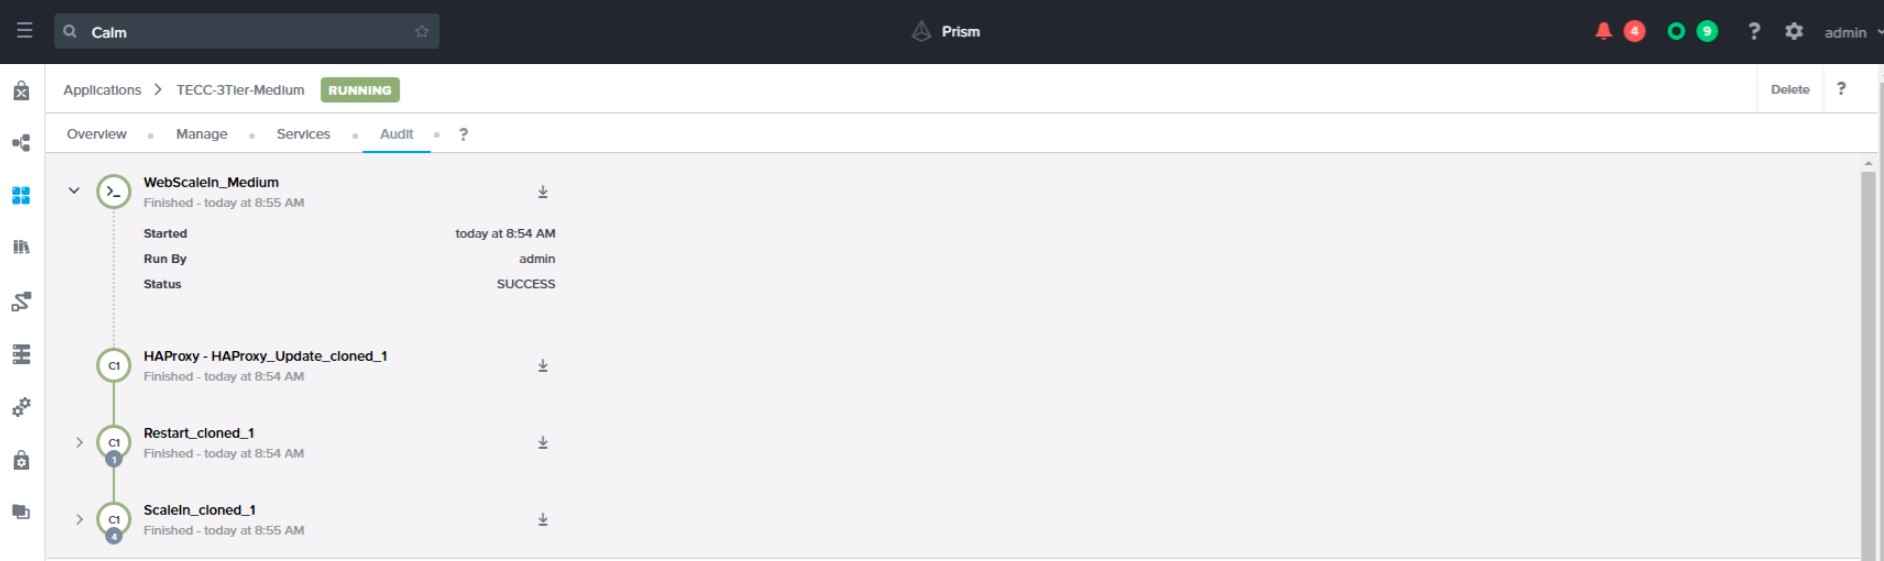 Calm
Prism
4
9
?
admin
Applications > TECC-3Tier-Medium RUNNING
Delete
?
Overview
Manage
Services
Audit
?
WebScaleIn_Medium
Finished - today at 8:55 AM
Started today at 8:54 AM
Run By admin
Status SUCCESS
C1
HAProxy - HAProxy_Update_cloned_1
Finished - today at 8:54 AM
C1
1
Restart_cloned_1
Finished - today at 8:54 AM
C1
4
ScaleIn_cloned_1
Finished - today at 8:55 AM